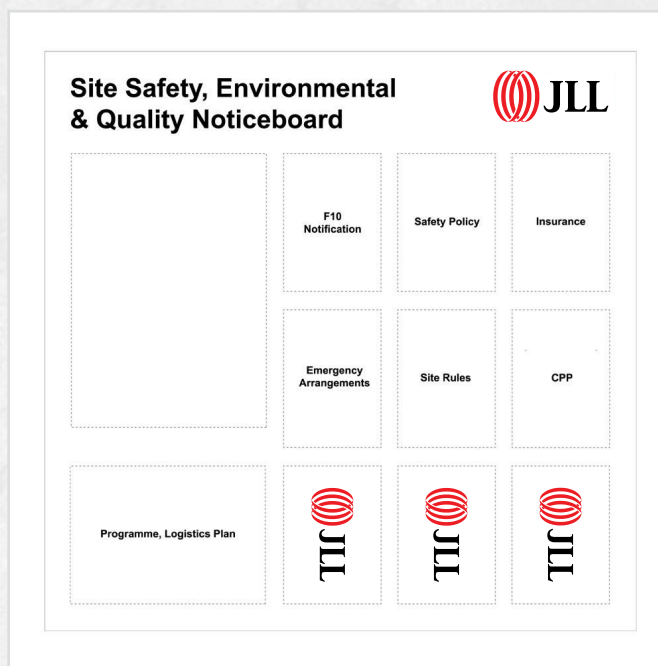 Site Safety, Environmental
& Quality Noticeboard
JLL
F10
Notification
Safety Policy
Insurance
Emergency
Arrangements
Site Rules
CPP
Programme, Logistics Plan
JLL
JLL
JLL